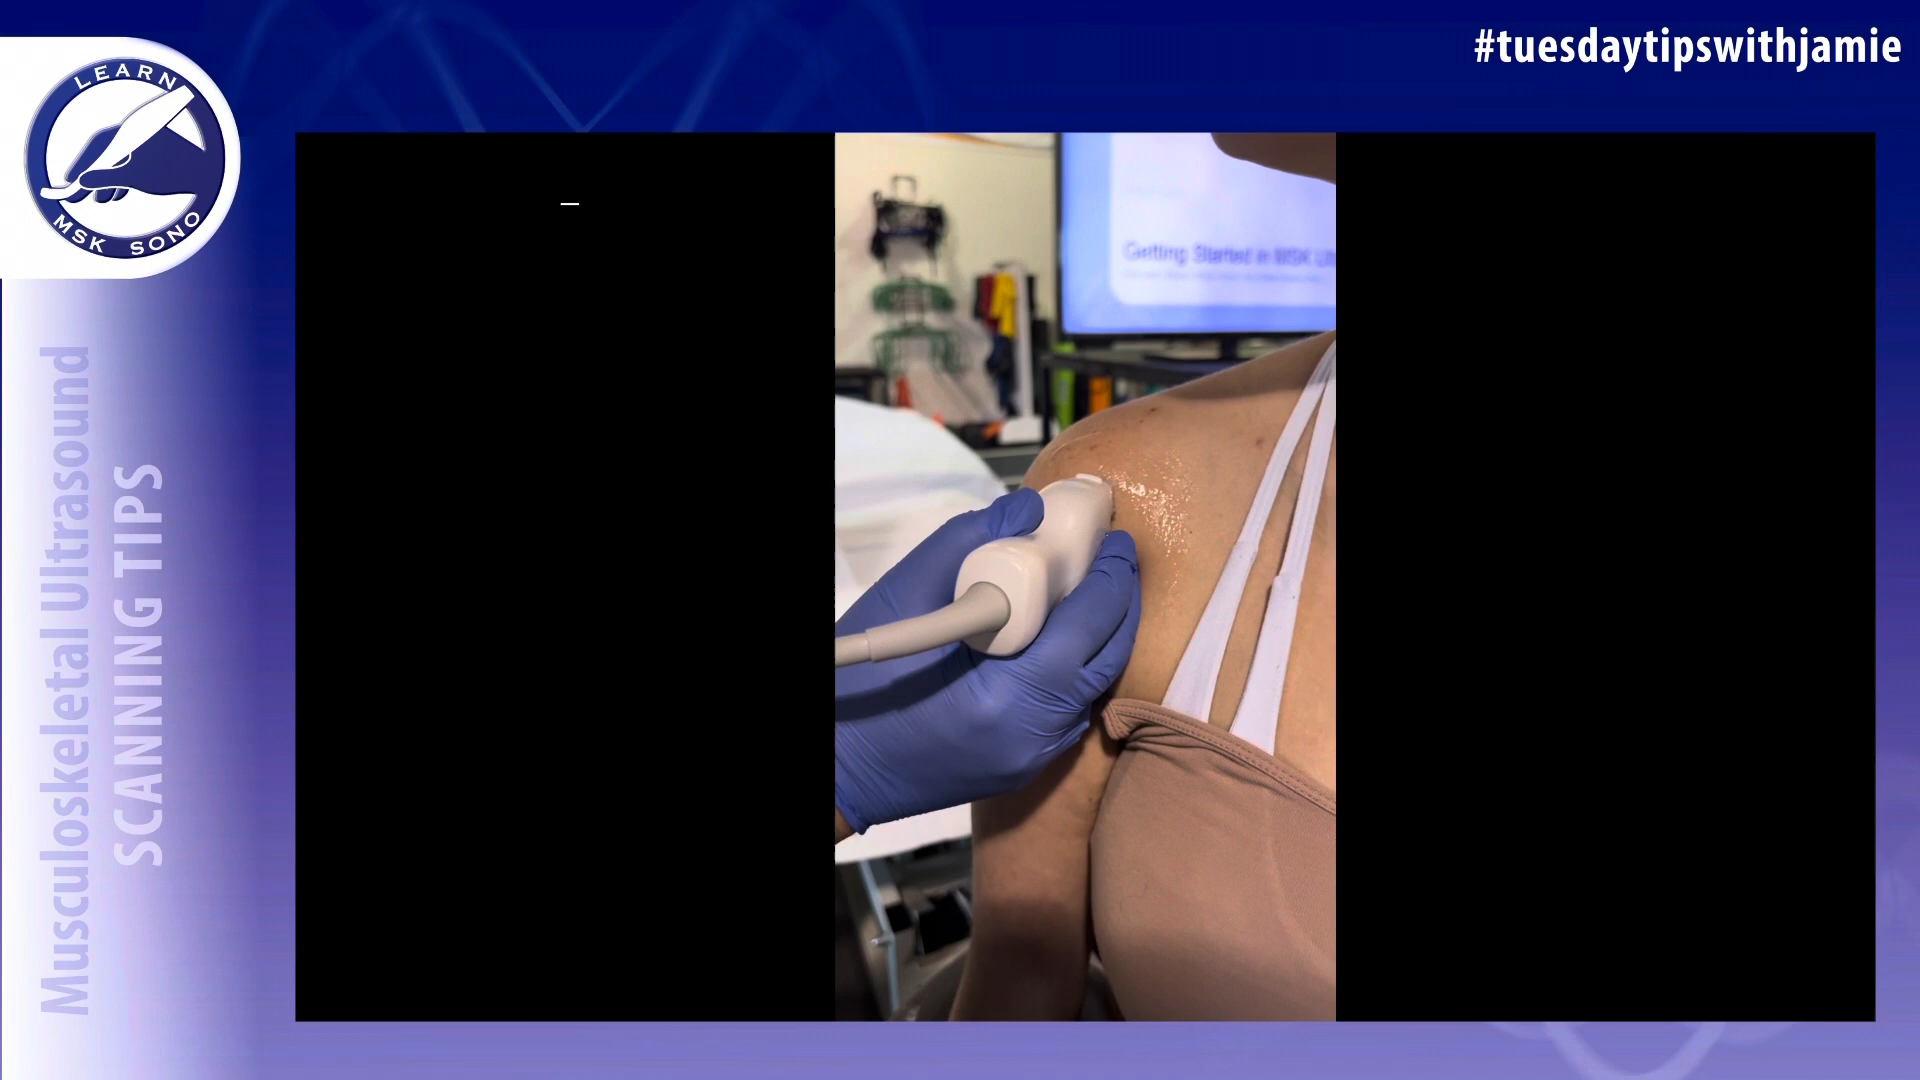 #tuesdaytipswithjamie
LEARN
MSK SONO
Musculoskeletal Ultrasound
SCANNING TIPS
Getting Started in MSK